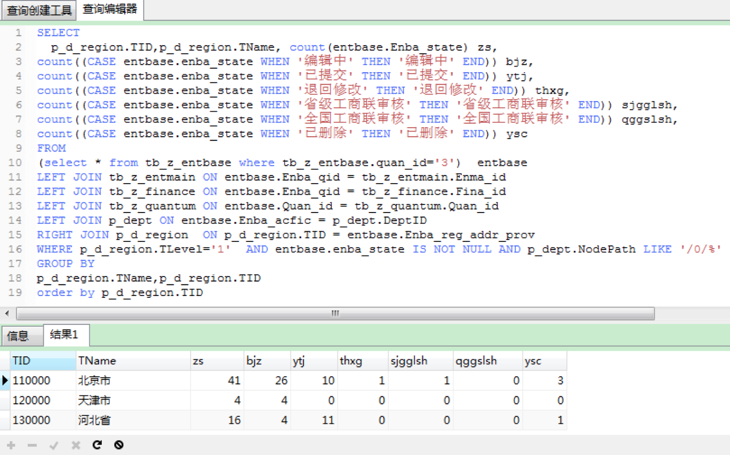 查询创建工具 查询编辑器
1 SELECT
2 p_d_region.TID,p_d_region.TName, count(entbase.Enba_state) zs,
3 count((CASE entbase.enba_state WHEN '编辑中' THEN '编辑中' END)) bjz,
4 count((CASE entbase.enba_state WHEN '已提交' THEN '已提交' END)) ytj,
5 count((CASE entbase.enba_state WHEN '退回修改' THEN '退回修改' END)) thxg,
6 count((CASE entbase.enba_state WHEN '省级工商联审核' THEN '省级工商联审核' END)) sjgglsh,
7 count((CASE entbase.enba_state WHEN '全国工商联审核' THEN '全国工商联审核' END)) qggslsh,
8 count((CASE entbase.enba_state WHEN '已删除' THEN '已删除' END)) ysc
9 FROM
10 (select * from tb_z_entbase where tb_z_entbase.quan_id='3') entbase
11 LEFT JOIN tb_z_entmain ON entbase.Enba_qid = tb_z_entmain.Enma_id
12 LEFT JOIN tb_z_finance ON entbase.Enba_qid = tb_z_finance.Fina_id
13 LEFT JOIN tb_z_quantum ON entbase.Quan_id = tb_z_quantum.Quan_id
14 LEFT JOIN p_dept ON entbase.Enba_acfic = p_dept.DeptID
15 RIGHT JOIN p_d_region ON p_d_region.TID = entbase.Enba_reg_addr_prov
16 WHERE p_d_region.TLevel='1' AND entbase.enba_state IS NOT NULL AND p_dept.NodePath LIKE '/0/%'
17 GROUP BY
18 p_d_region.TName,p_d_region.TID
19 order by p_d_region.TID
信息 结果1
TID TName zs bjz ytj thxg sjgglsh qggslsh ysc
110000 北京市 41 26 10 1 1 0 3
120000 天津市 4 4 0 0 0 0 0
130000 河北省 16 4 11 0 0 0 1